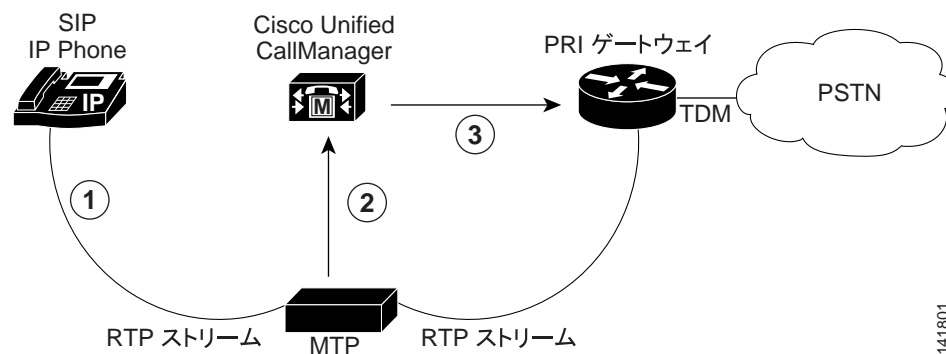 SIP
IP Phone
Cisco Unified
CallManager
PRI ゲートウェイ
IP
M
PSTN
TDM
3
1
2
RTP ストリーム
MTP
RTP ストリーム
141801